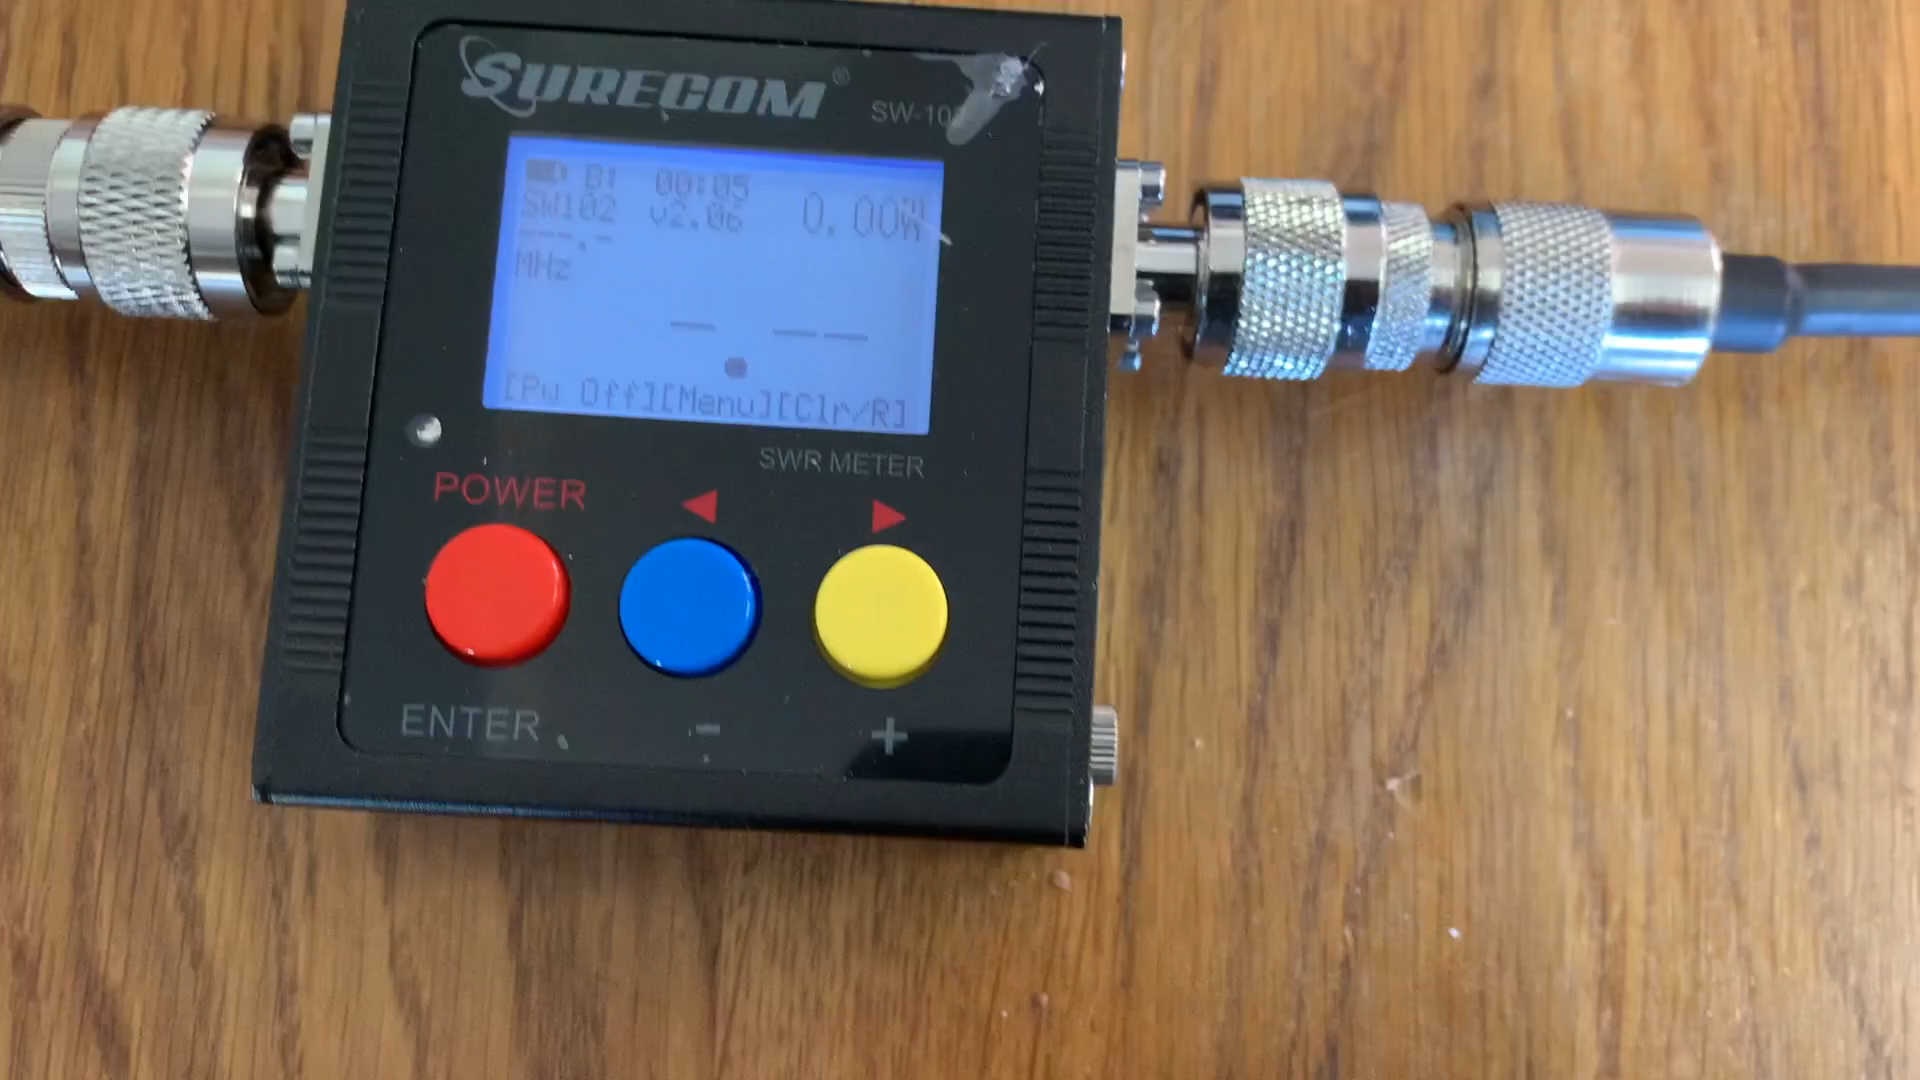 SURECOM®
SW-10
B: 00:05 0.00W
SW102 v2.06
---.-
MHz
- --
[Pw Off][Menu][Clr/R]
SWR METER
POWER ◀ ▶
ENTER - +